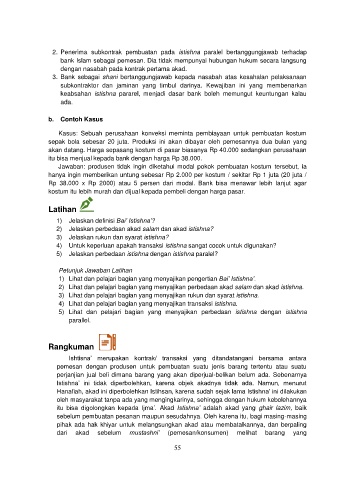 2. Penerima subkontrak pembuatan pada istishna paralel bertanggungjawab terhadap
bank Islam sebagai pemesan. Dia tidak mempunyai hubungan hukum secara langsung
dengan nasabah pada kontrak pertama akad.
3. Bank sebagai shani bertanggungjawab kepada nasabah atas kesalahan pelaksanaan
subkontraktor dan jaminan yang timbul darinya. Kewajiban ini yang membenarkan
keabsahan istishna pararel, menjadi dasar bank boleh memungut keuntungan kalau
ada.
b. Contoh Kasus
Kasus: Sebuah perusahaan konveksi meminta pembiayaan untuk pembuatan kostum
sepak bola sebesar 20 juta. Produksi ini akan dibayar oleh pemesannya dua bulan yang
akan datang. Harga sepasang kostum di pasar biasanya Rp 40.000 sedangkan perusahaan
itu bisa menjual kepada bank dengan harga Rp 38.000.
Jawaban: produsen tidak ingin diketahui modal pokok pembuatan kostum tersebut. Ia
hanya ingin memberikan untung sebesar Rp 2.000 per kostum / sekitar Rp 1 juta (20 juta /
Rp 38.000 x Rp 2000) atau 5 persen dari modal. Bank bisa menawar lebih lanjut agar
kostum itu lebih murah dan dijual kepada pembeli dengan harga pasar.
Latihan
1) Jelaskan definisi Bai' Istishna'?
2) Jelaskan perbedaan akad salam dan akad istishna?
3) Jelaskan rukun dan syarat istishna?
4) Untuk keperluan apakah transaksi istishna sangat cocok untuk digunakan?
5) Jelaskan perbedaan istishna dengan istishna paralel?
Petunjuk Jawaban Latihan
1) Lihat dan pelajari bagian yang menyajikan pengertian Bai' Istishna'.
2) Lihat dan pelajari bagian yang menyajikan perbedaan akad salam dan akad istishna.
3) Lihat dan pelajari bagian yang menyajikan rukun dan syarat istishna.
4) Lihat dan pelajari bagian yang menyajikan transaksi istishna.
5) Lihat dan pelajari bagian yang menyajikan perbedaan istishna dengan istishna
parallel.
Rangkuman
Ishtisna' merupakan kontrak/ transaksi yang ditandatangani bersama antara
pemesan dengan produsen untuk pembuatan suatu jenis barang tertentu atau suatu
perjanjian jual beli dimana barang yang akan diperjual-belikan belum ada. Sebenarnya
Istishna' ini tidak diperbolehkan, karena objek akadnya tidak ada. Namun, menurut
Hanafiah, akad ini diperbolehkan Istihsan, karena sudah sejak lama Istishna' ini dilakukan
oleh masyarakat tanpa ada yang mengingkarinya, sehingga dengan hukum kebolehannya
itu bisa digolongkan kepada Ijma'. Akad Istishna' adalah akad yang ghair lazim, baik
sebelum pembuatan pesanan maupun sesudahnya. Oleh karena itu, bagi masing-masing
pihak ada hak khiyar untuk melangsungkan akad atau membatalkannya, dan berpaling
dari akad sebelum mustashni' (pemesan/konsumen) melihat barang yang
55